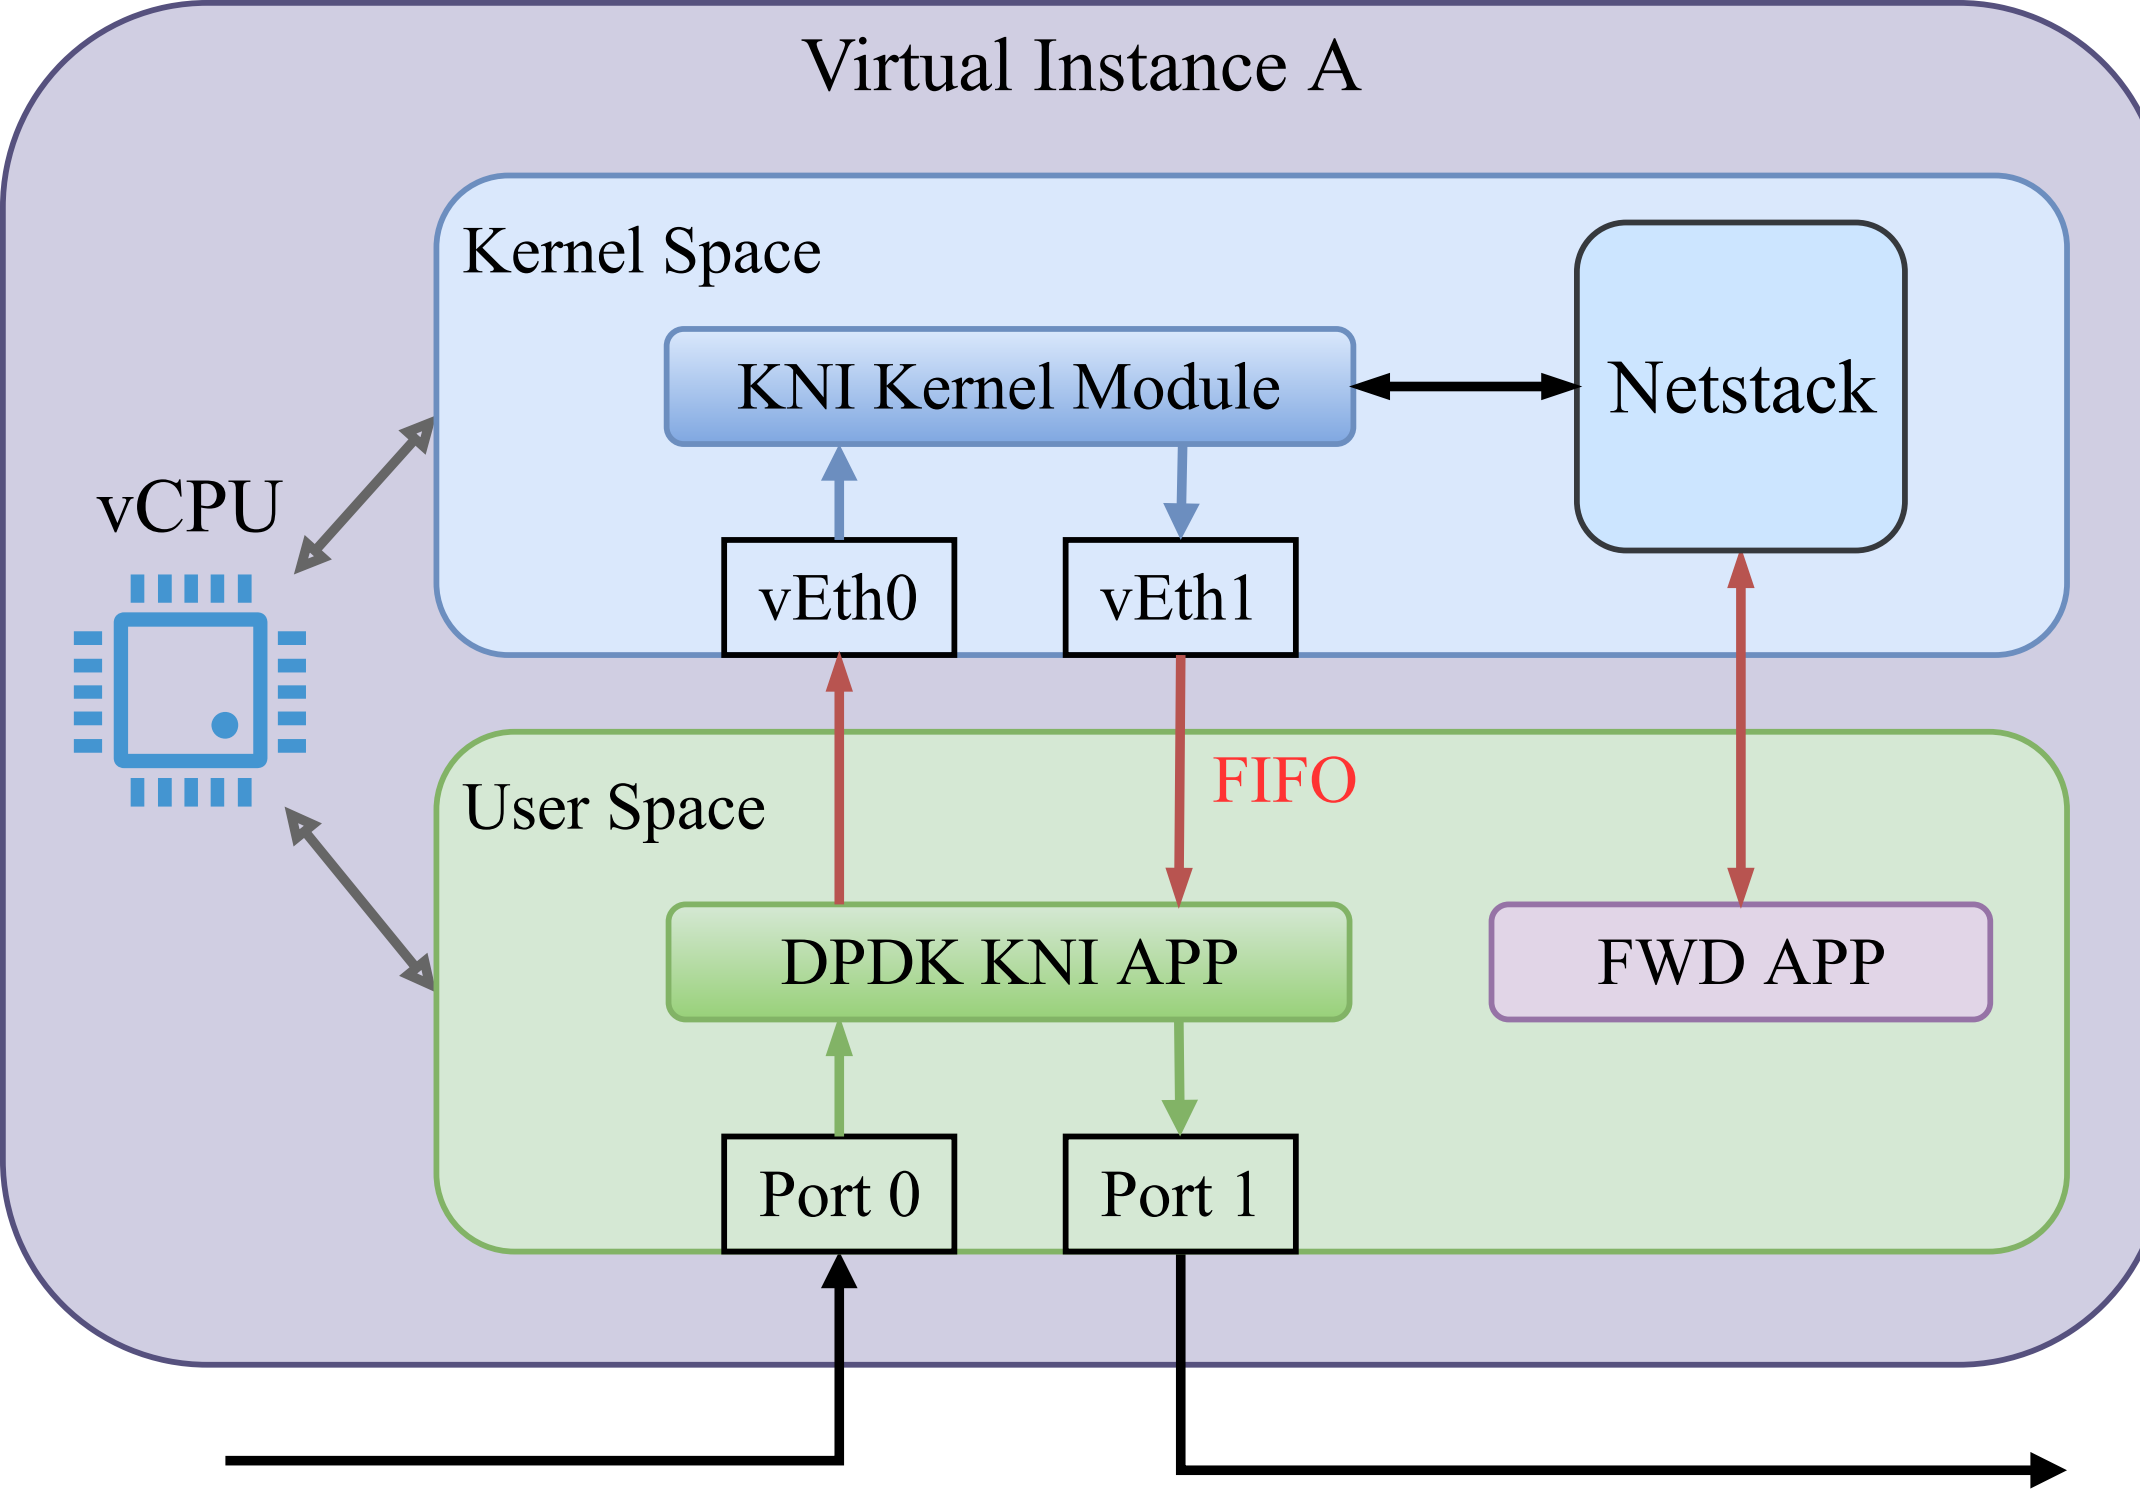 Virtual Instance A
Kernel Space
KNI Kernel Module
Netstack
vCPU
vEth0
vEth1
FIFO
User Space
DPDK KNI APP
FWD APP
Port 0
Port 1